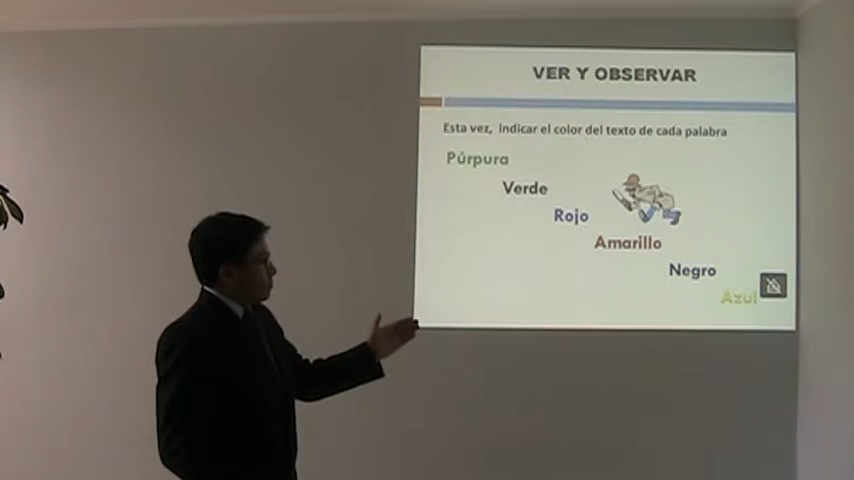 VER Y OBSERVAR
Esta vez, indicar el color del texto de cada palabra
Púrpura
Verde
Rojo
Amarillo
Negro
Azul